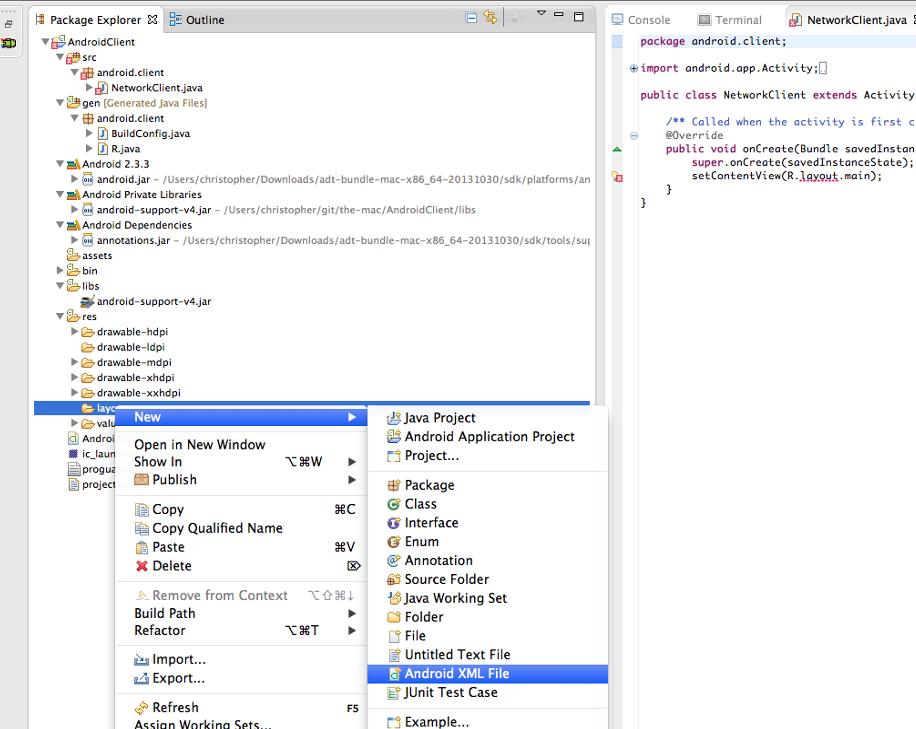 Package Explorer
Outline
AndroidClient
src
android.client
NetworkClient.java
gen [Generated Java Files]
android.client
BuildConfig.java
R.java
Android 2.3.3
android.jar – /Users/christopher/Downloads/adt-bundle-mac-x86_64-20131030/sdk/platforms/an
Android Private Libraries
android-support-v4.jar – /Users/christopher/git/the-mac/AndroidClient/libs
Android Dependencies
annotations.jar – /Users/christopher/Downloads/adt-bundle-mac-x86_64-20131030/sdk/tools/sup
assets
bin
libs
android-support-v4.jar
res
drawable-hdpi
drawable-ldpi
drawable-mdpi
drawable-xhdpi
drawable-xxhdpi
layo
valu
Androi
ic_laun
progua
project
New
Open in New Window
Show In ⌥⌘W
Publish
Copy ⌘C
Copy Qualified Name
Paste ⌘V
Delete ⌦
Remove from Context ⌥⇧⌘↓
Build Path
Refactor ⌥⌘T
Import...
Export...
Refresh F5
Assign Working Sets...
Java Project
Android Application Project
Project...
Package
Class
Interface
Enum
Annotation
Source Folder
Java Working Set
Folder
File
Untitled Text File
Android XML File
JUnit Test Case
Example...
Console
Terminal
NetworkClient.java
package android.client;
import android.app.Activity;
public class NetworkClient extends Activity
/** Called when the activity is first c
@Override
public void onCreate(Bundle savedInstan
super.onCreate(savedInstanceState);
setContentView(R.layout.main);
}
}